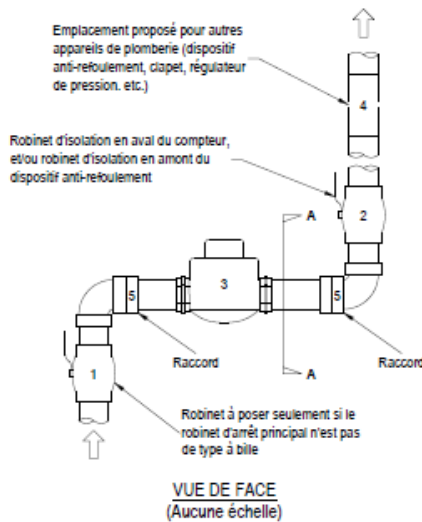 Emplacement proposé pour autres
appareils de plomberie (dispositif
anti-refoulement, clapet, régulateur
de pression. etc.)
4
Robinet d'isolation en aval du compteur,
et/ou robinet d'isolation en amont du
dispositif anti-refoulement
A
2
3
5
5
Raccord
Raccord
A
1
Robinet à poser seulement si le
robinet d'arrêt principal n'est pas
de type à bille
VUE DE FACE
(Aucune échelle)